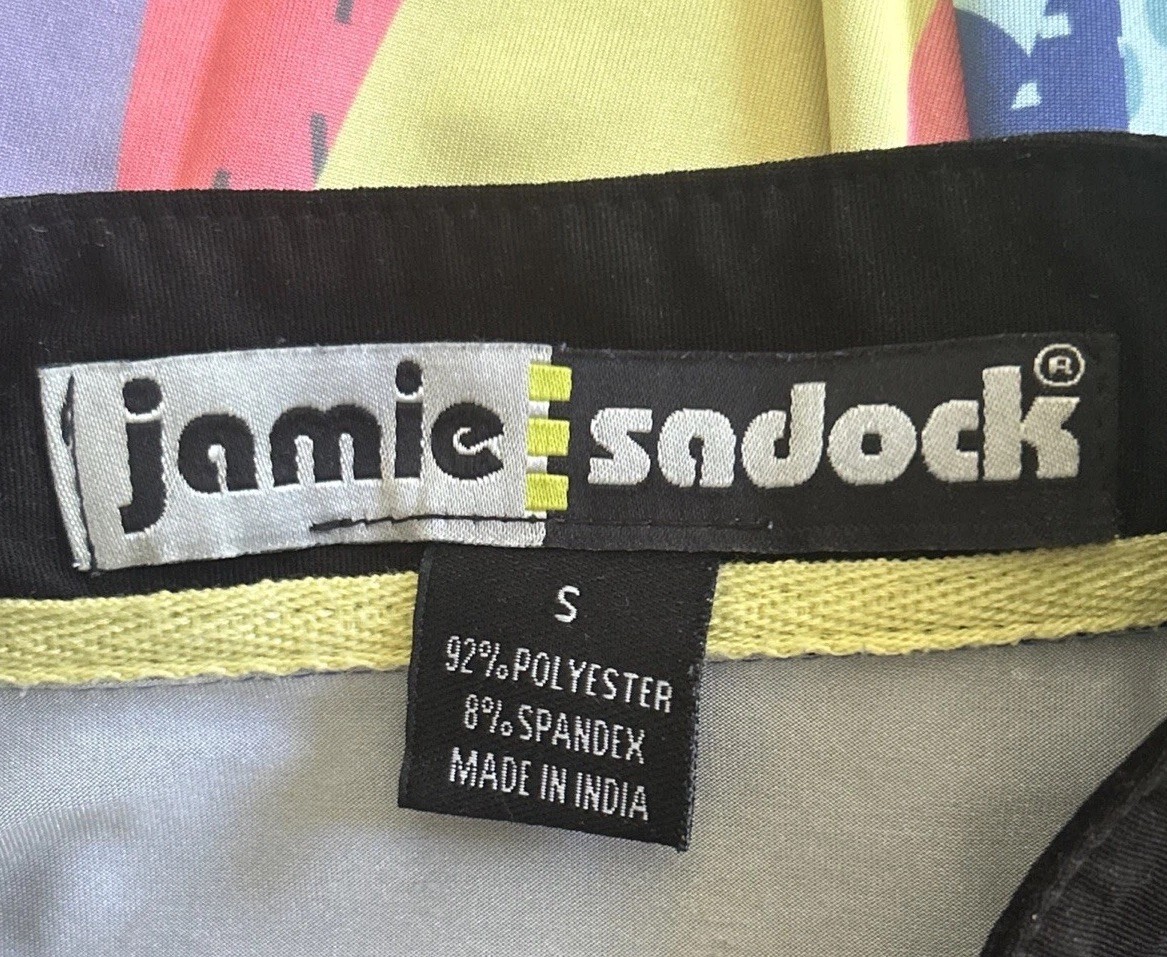 jamie sadock®
S
92% POLYESTER
8% SPANDEX
MADE IN INDIA